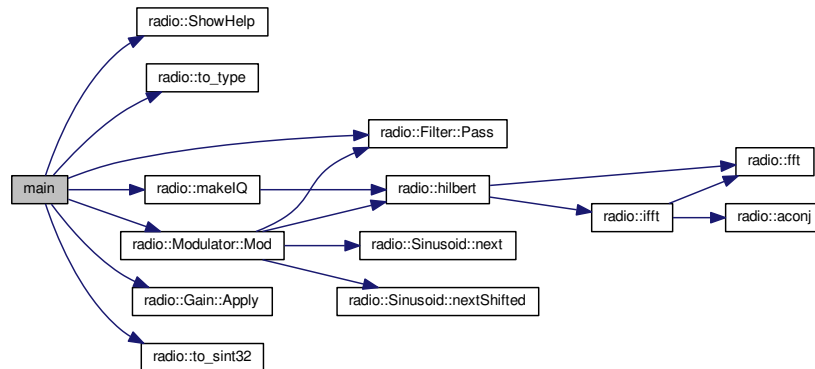 radio::ShowHelp
radio::to_type
radio::Filter::Pass
radio::fft
main
radio::makeIQ
radio::hilbert
radio::ifft
radio::aconj
radio::Modulator::Mod
radio::Sinusoid::next
radio::Gain::Apply
radio::Sinusoid::nextShifted
radio::to_sint32